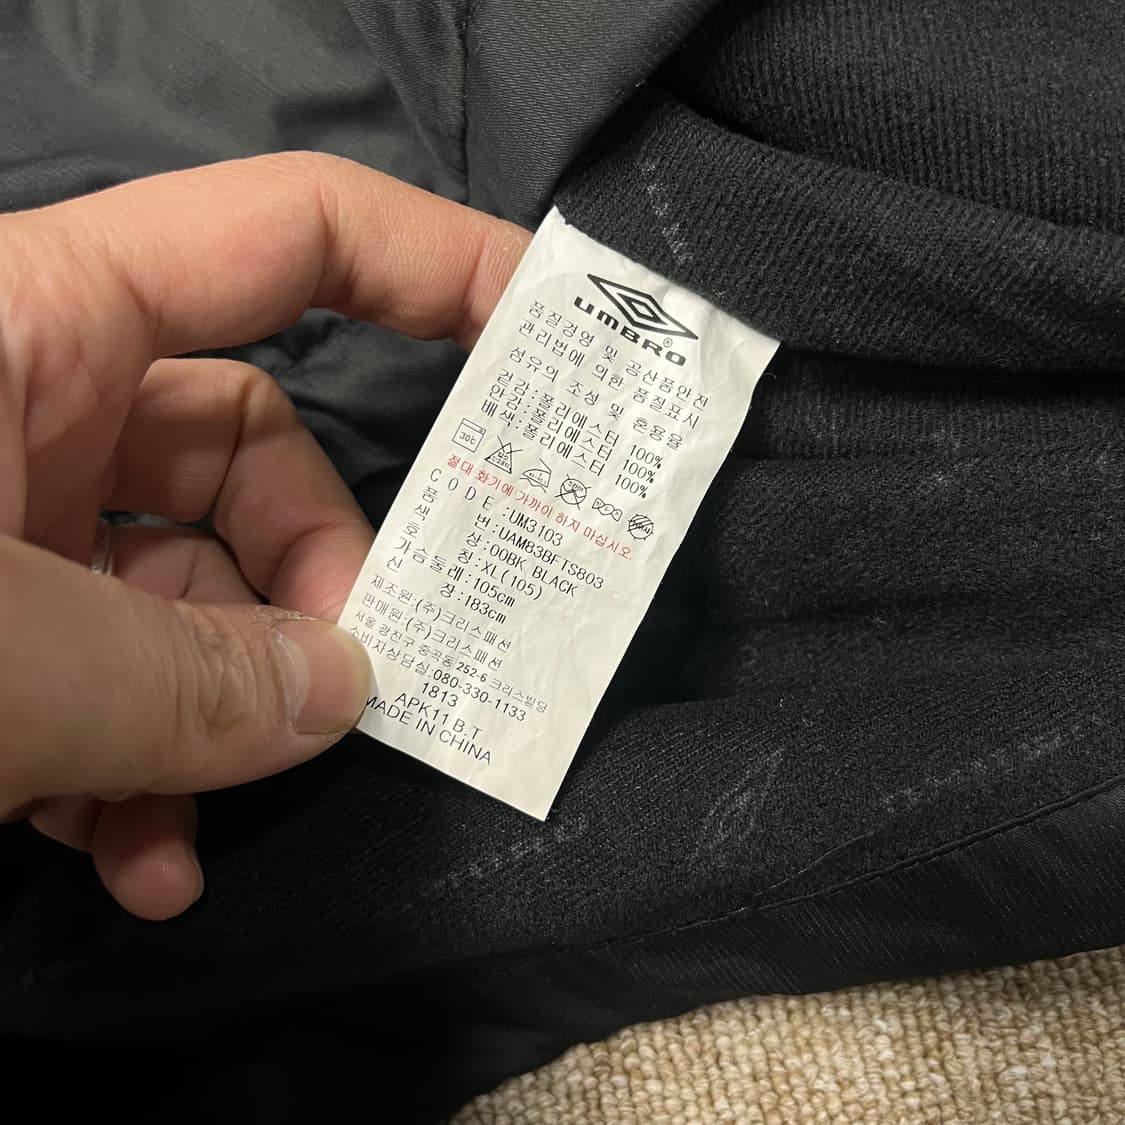 UMBRO®
품질경영 및 공산품안전
관리법에 의한 품질표시
섬유의 조성 및 혼용율
겉감:폴리에스터 100%
안감:폴리에스터 100%
배색:폴리에스터 100%
30℃
절대 화기에 가까이 하지 마십시오
CODE:UM3103
품번:UAM83BFTS803
색상:00BK BLACK
호칭:XL(105)
가슴둘레:105cm
신장:183cm
제조원:(주)크리스패션
판매원:(주)크리스패션
서울 광진구 중곡동 252-6 크리스빌딩
소비자상담실:080-330-1133
1813
APK11B.T
MADE IN CHINA